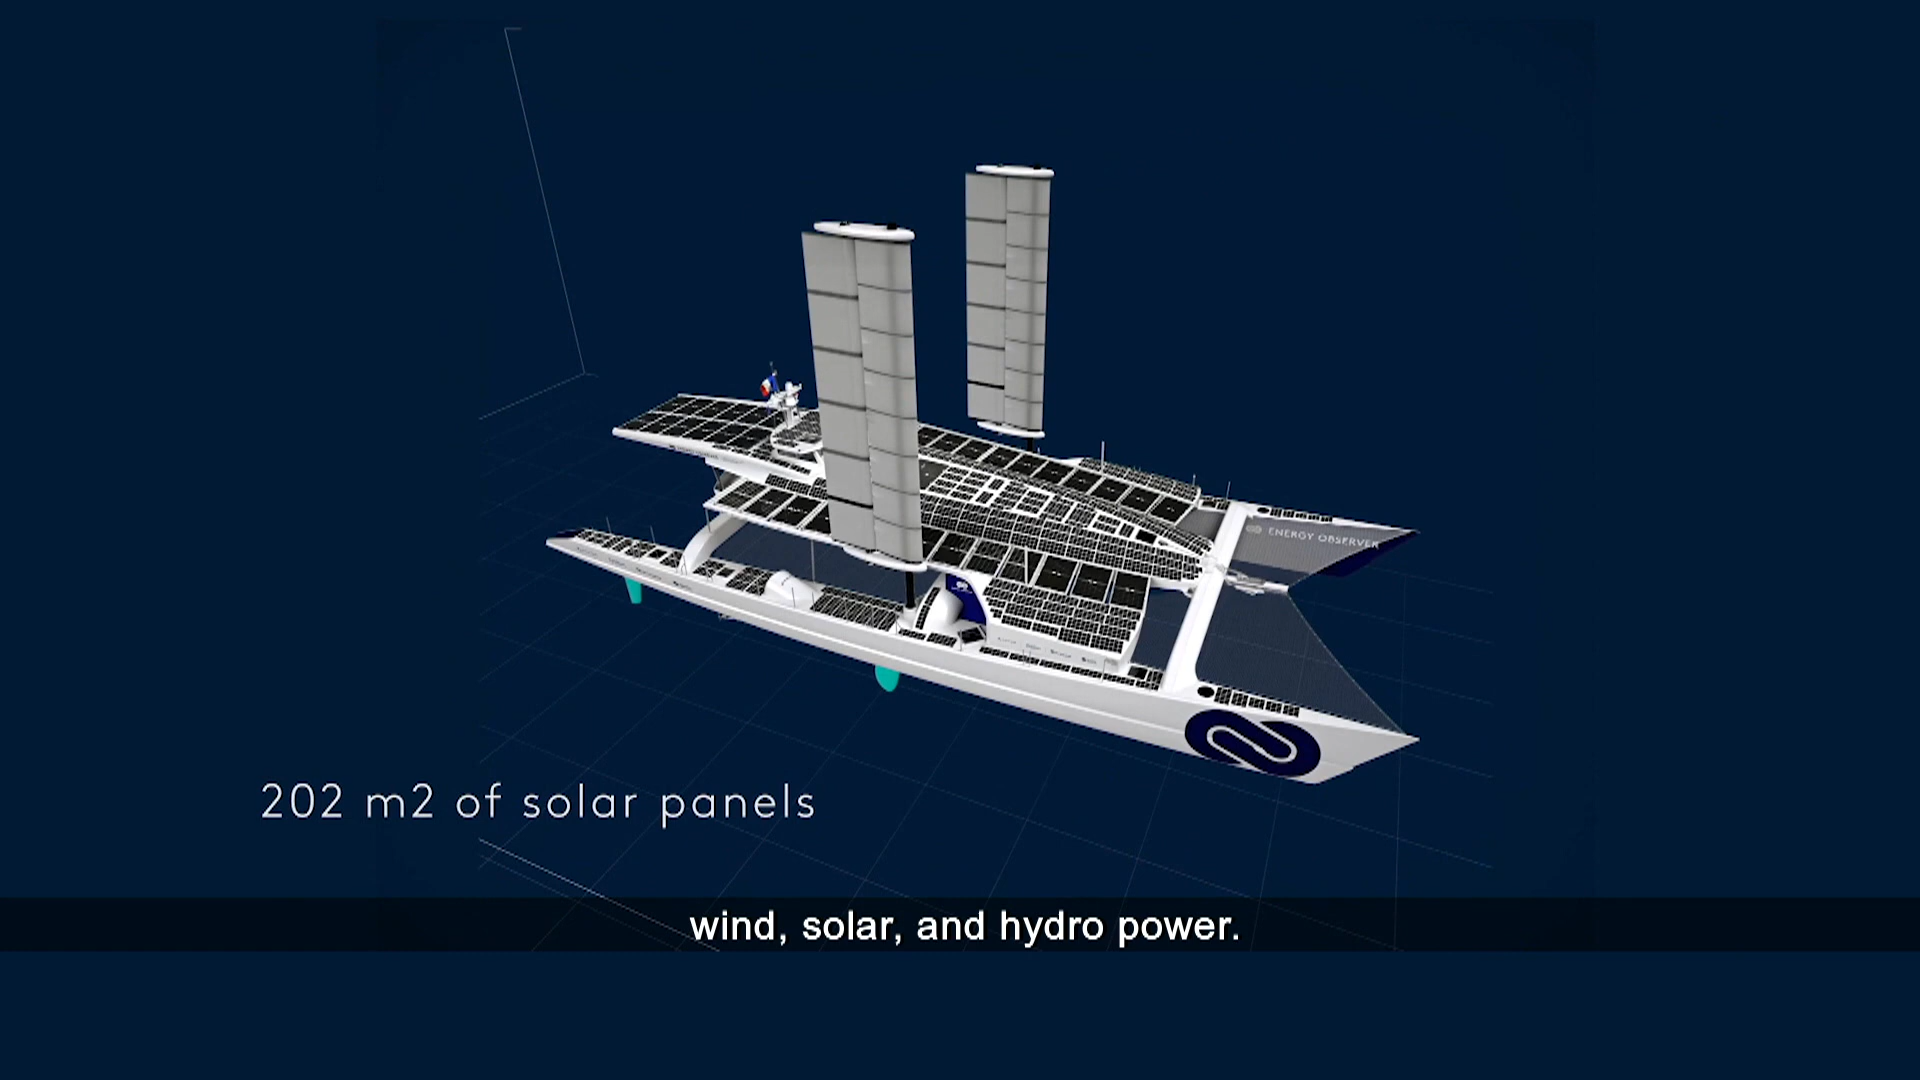 ENERGY OBSERVER
202 m2 of solar panels
wind, solar, and hydro power.